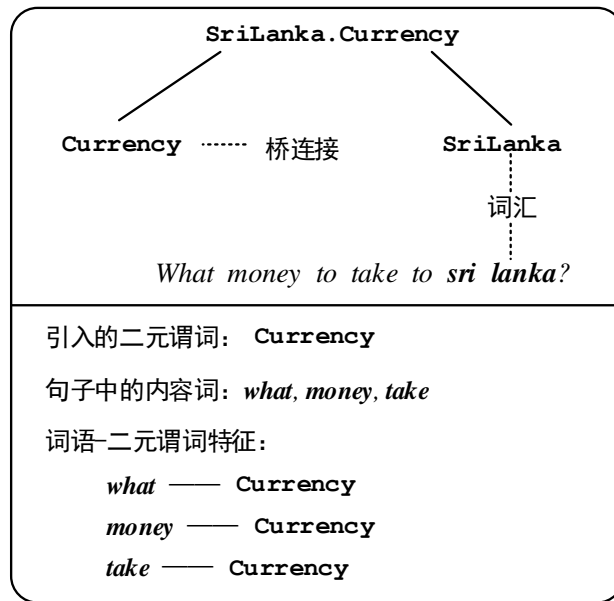 SriLanka.Currency
Currency ······· 桥连接 SriLanka
词汇
What money to take to sri lanka?
引入的二元谓词： Currency
句子中的内容词：what, money, take
词语-二元谓词特征：
what —— Currency
money —— Currency
take —— Currency